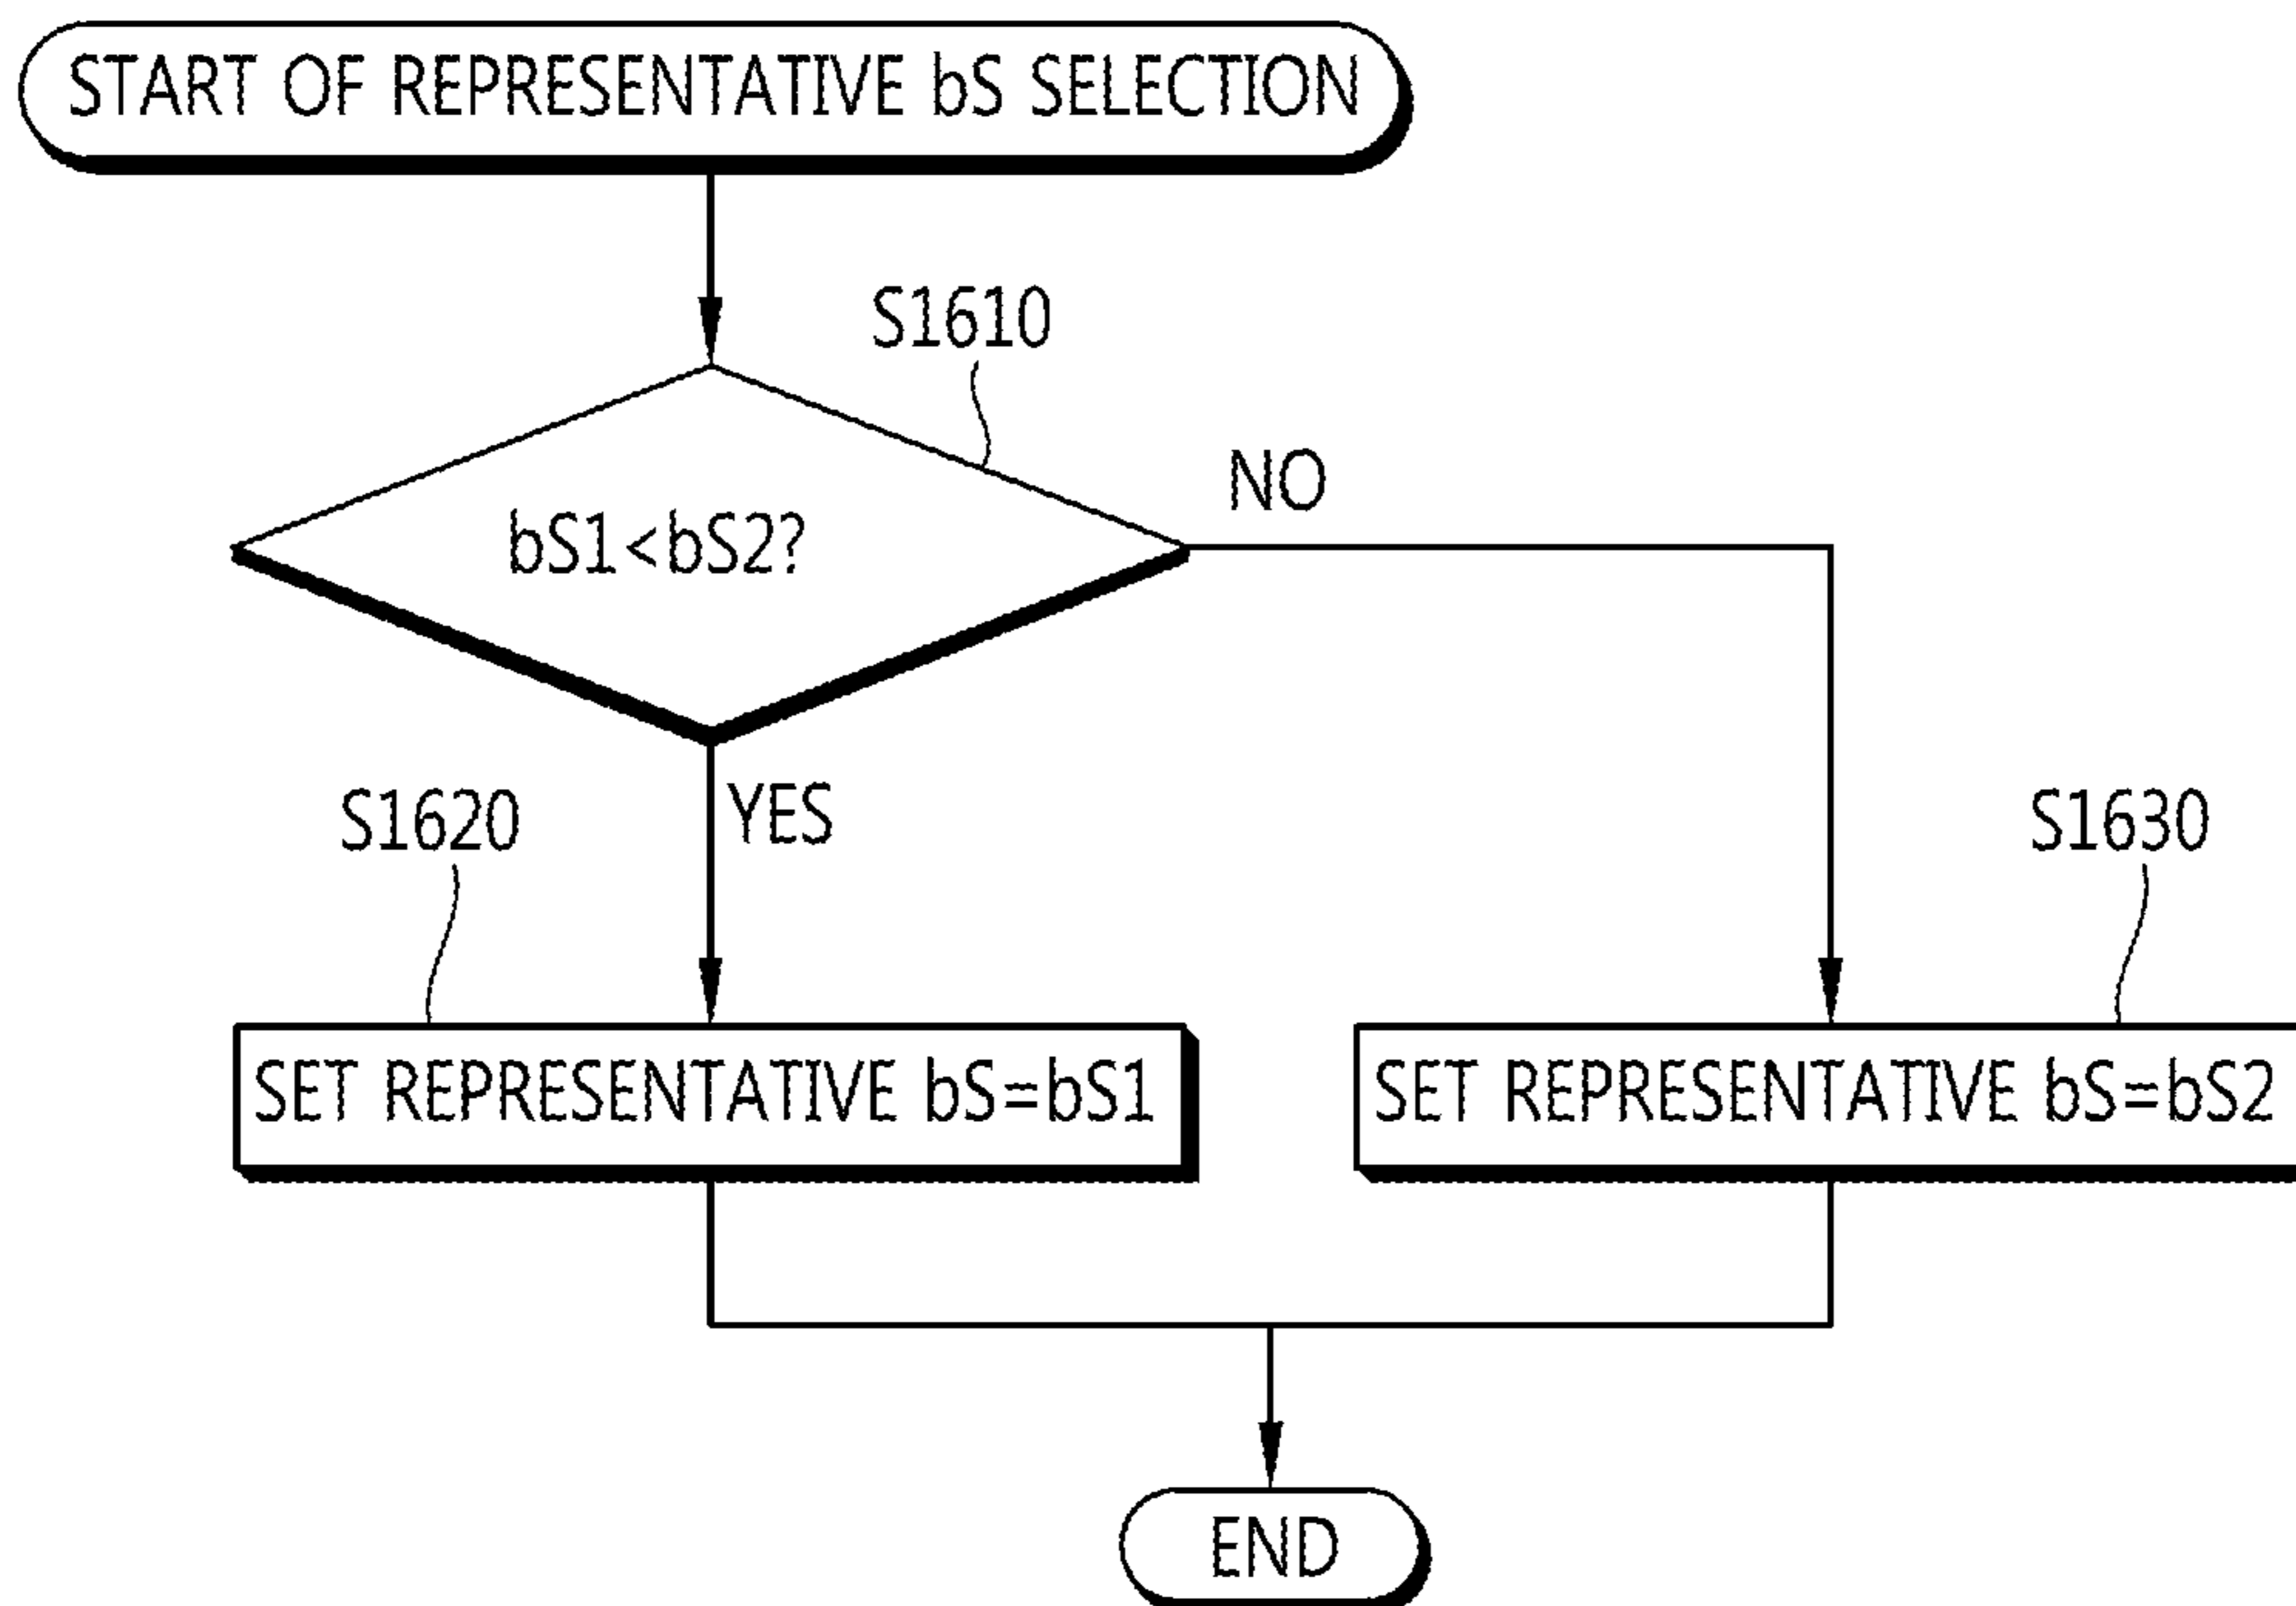 START OF REPRESENTATIVE bS SELECTION
S1610
NO
bS1<bS2?
YES
S1620
S1630
SET REPRESENTATIVE bS=bS1
SET REPRESENTATIVE bS=bS2
END